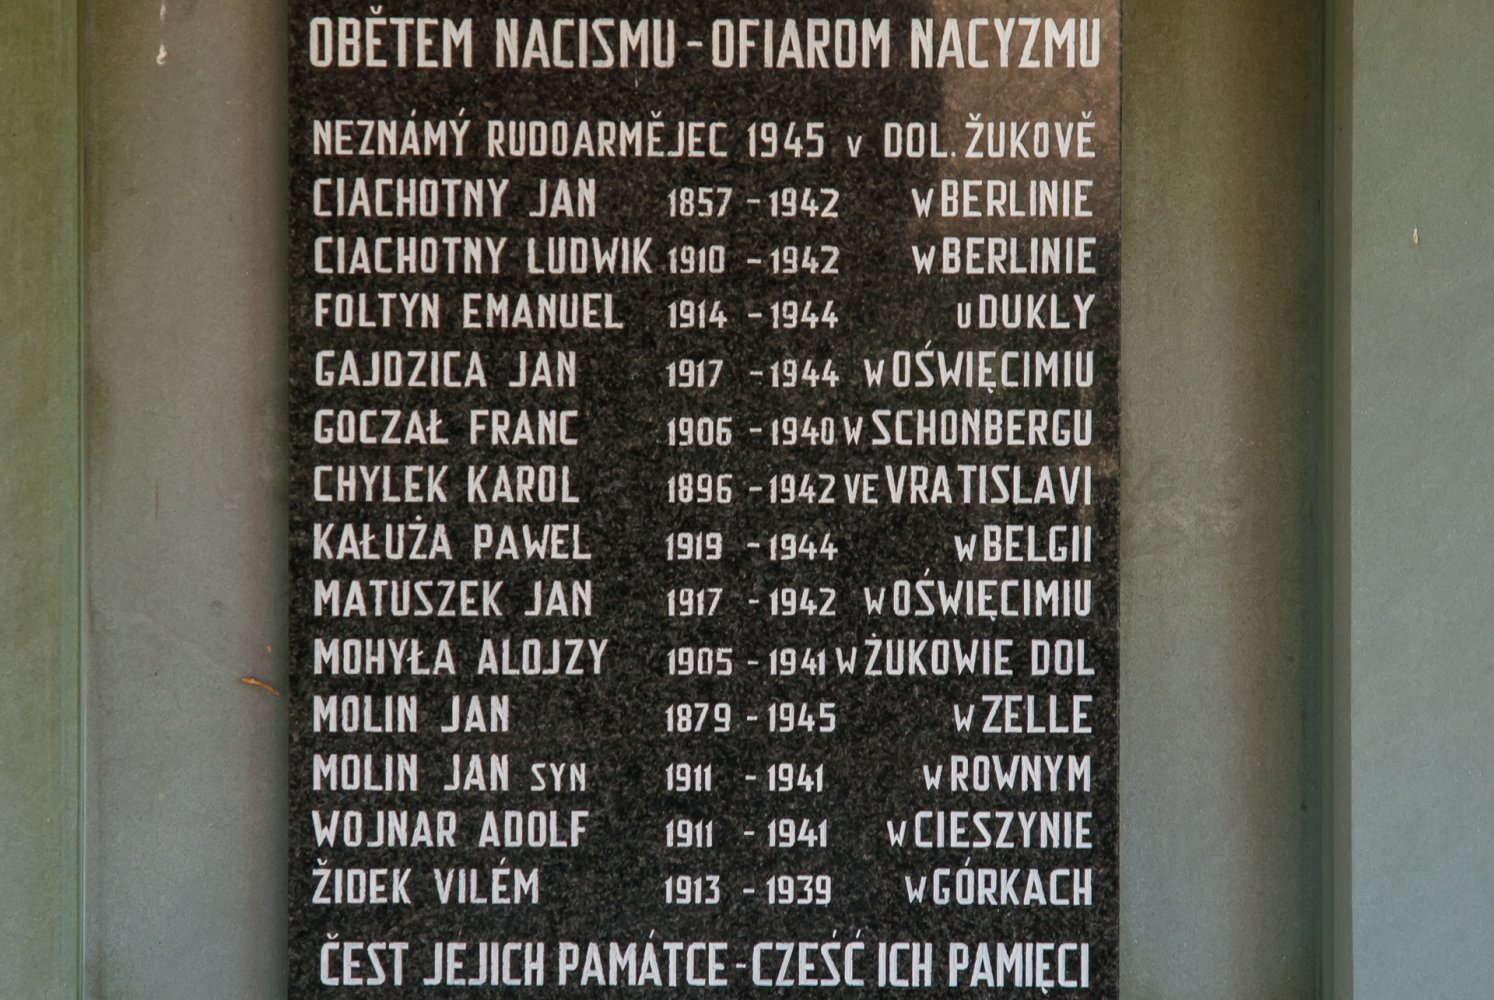 OBĚTEM NACISMU - OFIAROM NACYZMU
NEZNÁMÝ RUDOARMĚJEC 1945 v DOL. ŽUKOVĚ
CIACHOTNY JAN 1857 - 1942 w BERLINIE
CIACHOTNY LUDWIK 1910 - 1942 w BERLINIE
FOLTYN EMANUEL 1914 - 1944 u DUKLY
GAJDZICA JAN 1917 - 1944 w OŚWIĘCIMIU
GOCZAŁ FRANC 1906 - 1940 w SCHONBERGU
CHYLEK KAROL 1896 - 1942 VE VRATISLAVI
KAŁUŻA PAWEL 1919 - 1944 w BELGII
MATUSZEK JAN 1917 - 1942 w OŚWIĘCIMIU
MOHYŁA ALOJZY 1905 - 1941 w ŻUKOWIE DOL
MOLIN JAN 1879 - 1945 w ZELLE
MOLIN JAN SYN 1911 - 1941 w ROWNYM
WOJNAR ADOLF 1911 - 1941 w CIESZYNIE
ŽIDEK VILÉM 1913 - 1939 w GÓRKACH
ČEST JEJICH PAMÁTCE - CZEŚĆ ICH PAMIĘCI